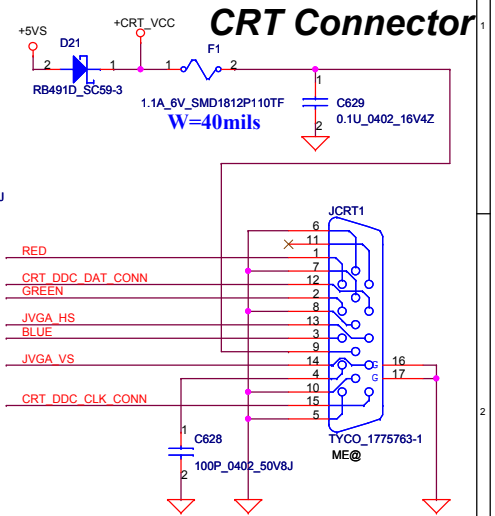 CRT Connector
1
+5VS
+CRT_VCC
D21
F1
2 1
1 2
RB491D_SC59-3
1.1A_6V_SMD1812P110TF
W=40mils
1
C629
0.1U_0402_16V4Z
2
J
JCRT1
6
11
RED
1
7
CRT_DDC_DAT_CONN
12
GREEN
2
8
JVGA_HS
13
BLUE
3
9
JVGA_VS
14
G 16
4
G 17
10
CRT_DDC_CLK_CONN
15
5
2
1
C628
100P_0402_50V8J
2
TYCO_1775763-1
ME@